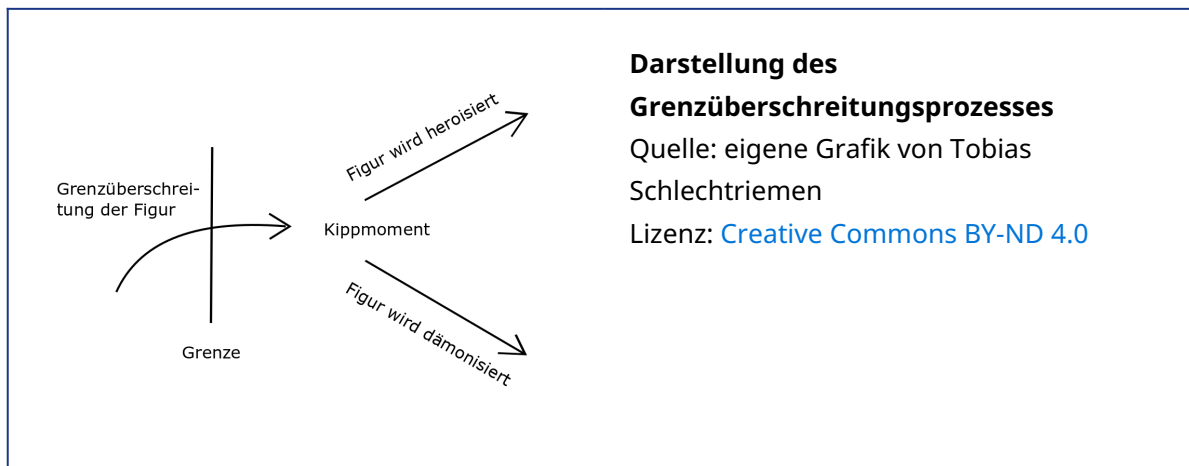 Grenzüberschrei-
tung der Figur
Grenze
Kippmoment
Figur wird heroisiert
Figur wird dämonisiert
Darstellung des
Grenzüberschreitungsprozesses
Quelle: eigene Grafik von Tobias
Schlechtriemen
Lizenz: Creative Commons BY-ND 4.0